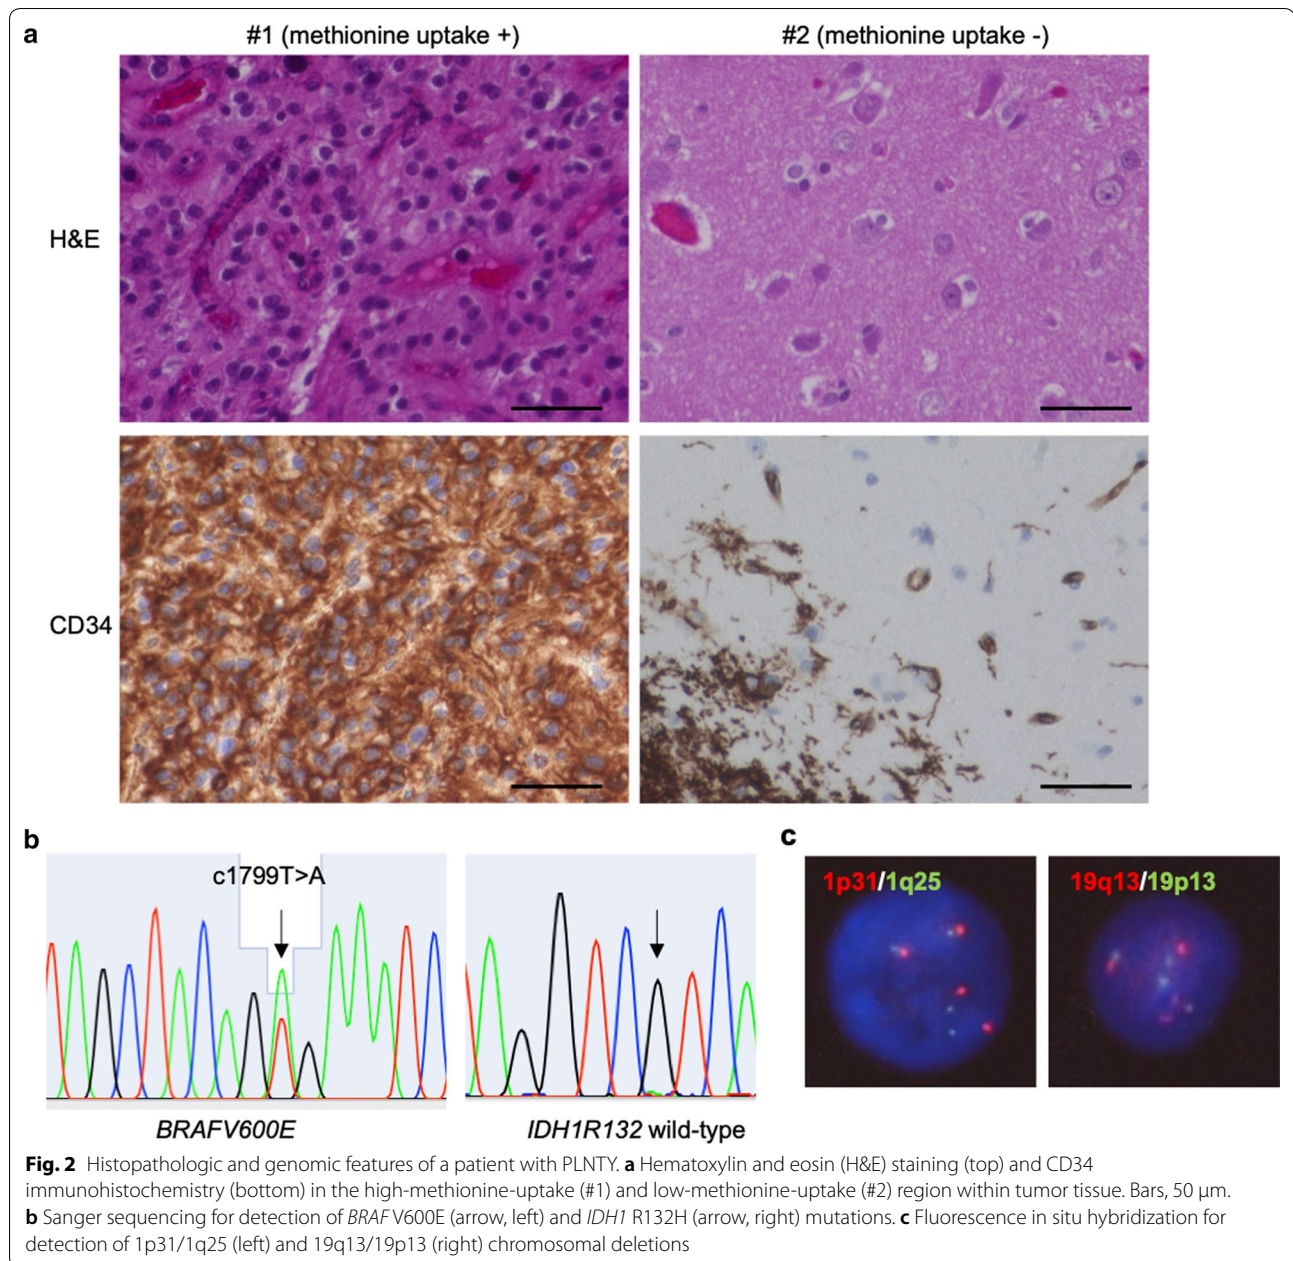 a
#1 (methionine uptake +)
#2 (methionine uptake -)
H&E
CD34
b
c1799T>A
BRAFV600E
IDH1R132 wild-type
c
1p31/1q25
19q13/19p13
Fig. 2 Histopathologic and genomic features of a patient with PLNTY. a Hematoxylin and eosin (H&E) staining (top) and CD34
immunohistochemistry (bottom) in the high-methionine-uptake (#1) and low-methionine-uptake (#2) region within tumor tissue. Bars, 50 μm.
b Sanger sequencing for detection of BRAF V600E (arrow, left) and IDH1 R132H (arrow, right) mutations. c Fluorescence in situ hybridization for
detection of 1p31/1q25 (left) and 19q13/19p13 (right) chromosomal deletions